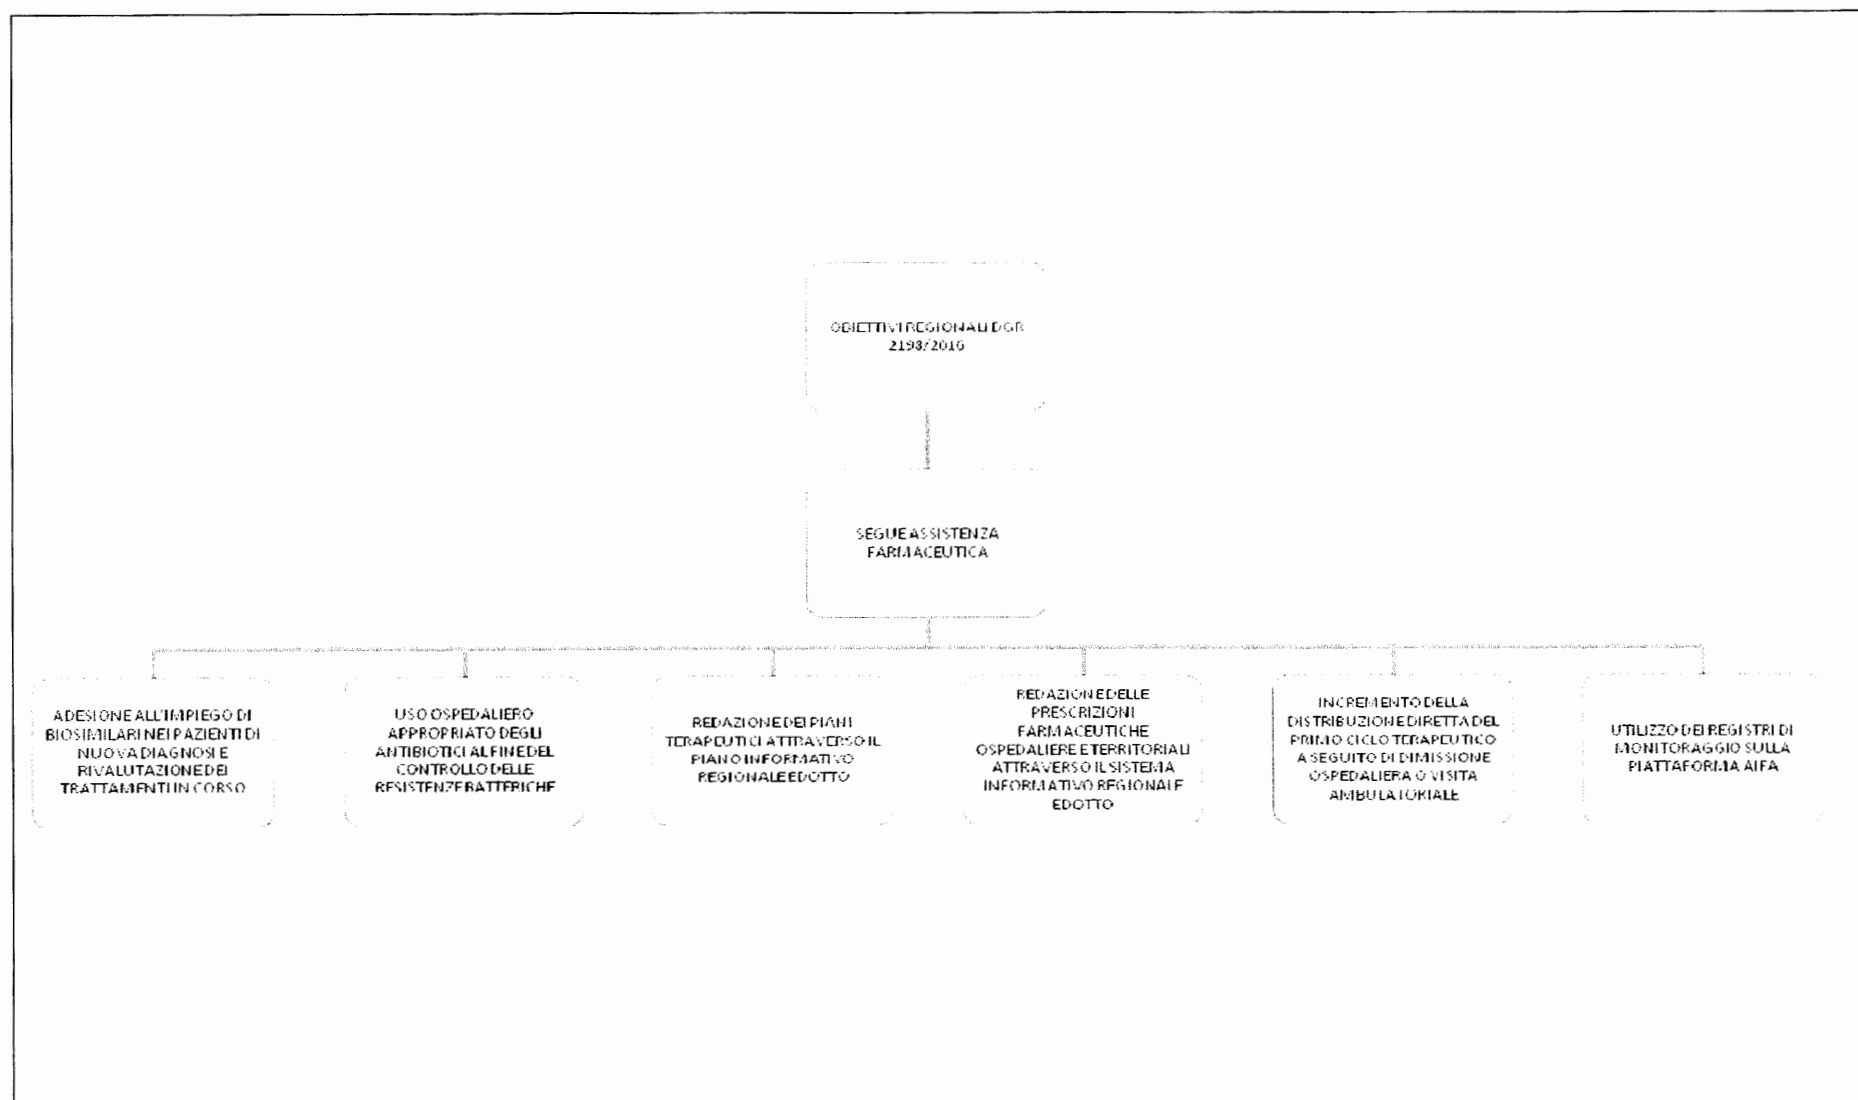 OBIETTIVI REGIONALI DGR
2198/2016
SEGUE ASSISTENZA
FARMACEUTICA
ADESIONE ALL'IMPIEGO DI
BIOSIMILARI NEI PAZIENTI DI
NUOVA DIAGNOSI E
RIVALUTAZIONE DEI
TRATTAMENTI IN CORSO
USO OSPEDALIERO
APPROPRIATO DEGLI
ANTIBIOTICI AL FINE DEL
CONTROLLO DELLE
RESISTENZE BATTERICHE
REDAZIONE DEI PIANI
TERAPEUTICI ATTRAVERSO IL
PIANO INFORMATIVO
REGIONALE EDOTTO
REDAZIONE DELLE
PRESCRIZIONI
FARMACEUTICHE
OSPEDALIERE E TERRITORIALI
ATTRAVERSO IL SISTEMA
INFORMATIVO REGIONALE
EDOTTO
INCREMENTO DELLA
DISTRIBUZIONE DIRETTA DEL
PRIMO CICLO TERAPEUTICO
A SEGUITO DI DIMISSIONE
OSPEDALIERA O VISITA
AMBULATORIALE
UTILIZZO DEI REGISTRI DI
MONITORAGGIO SULLA
PIATTAFORMA AIFA